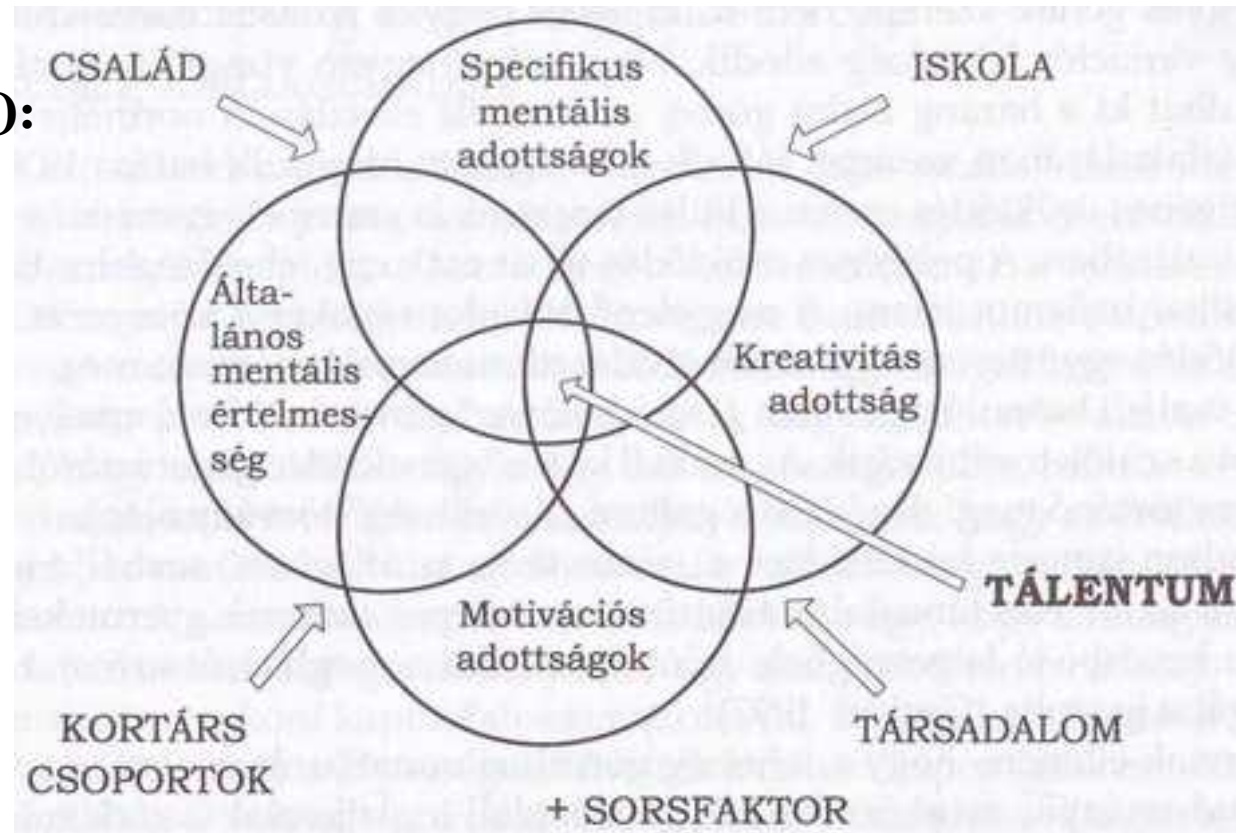 CSALÁD
ISKOLA
):
Specifikus
mentális
adottságok
Álta-
lános
mentális
értelmes-
ség
Kreativitás
adottság
TÁLENTUM
Motivációs
adottságok
KORTÁRS
CSOPORTOK
TÁRSADALOM
+ SORSFAKTOR